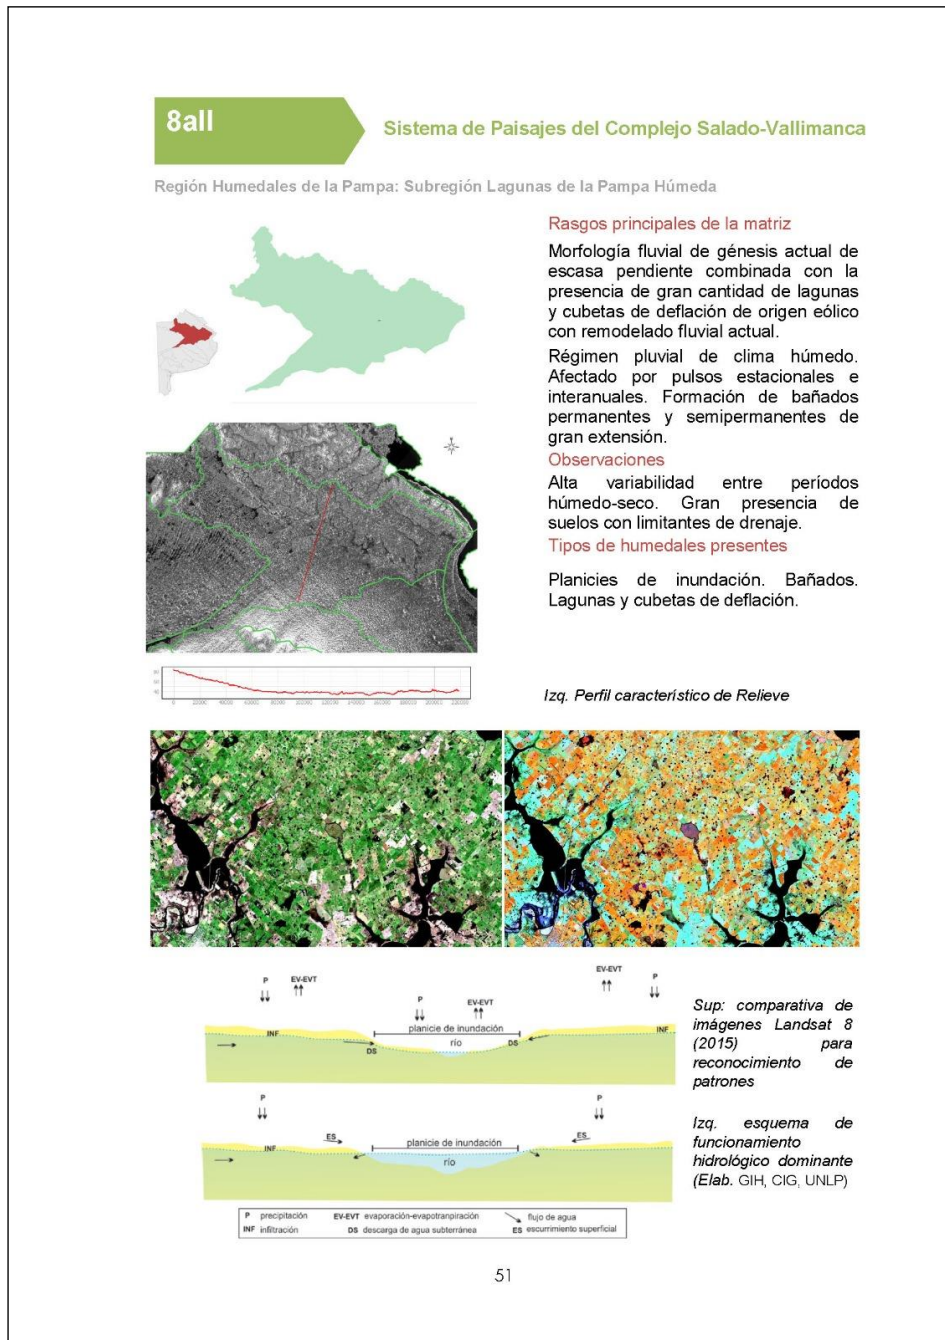 8aII
Sistema de Paisajes del Complejo Salado-Vallimanca
Región Humedales de la Pampa: Subregión Lagunas de la Pampa Húmeda
Rasgos principales de la matriz
Morfología fluvial de génesis actual de
escasa pendiente combinada con la
presencia de gran cantidad de lagunas
y cubetas de deflación de origen eólico
con remodelado fluvial actual.
Régimen pluvial de clima húmedo.
Afectado por pulsos estacionales e
interanuales. Formación de bañados
permanentes y semipermanentes de
gran extensión.
Observaciones
Alta variabilidad entre períodos
húmedo-seco. Gran presencia de
suelos con limitantes de drenaje.
Tipos de humedales presentes
Planicies de inundación. Bañados.
Lagunas y cubetas de deflación.
Izq. Perfil característico de Relieve
P EV-EVT P EV-EVT EV-EVT P
planicie de inundación
INF río INF
DS DS
Sup: comparativa de
imágenes Landsat 8
(2015) para
reconocimiento de
patrones
P P
ES ES
planicie de inundación
INF río
Izq. esquema de
funcionamiento
hidrológico dominante
(Elab. GIH, CIG, UNLP)
P precipitación EV-EVT evaporación-evapotranpiración flujo de agua
INF infiltración DS descarga de agua subterránea ES escurrimiento superficial
51